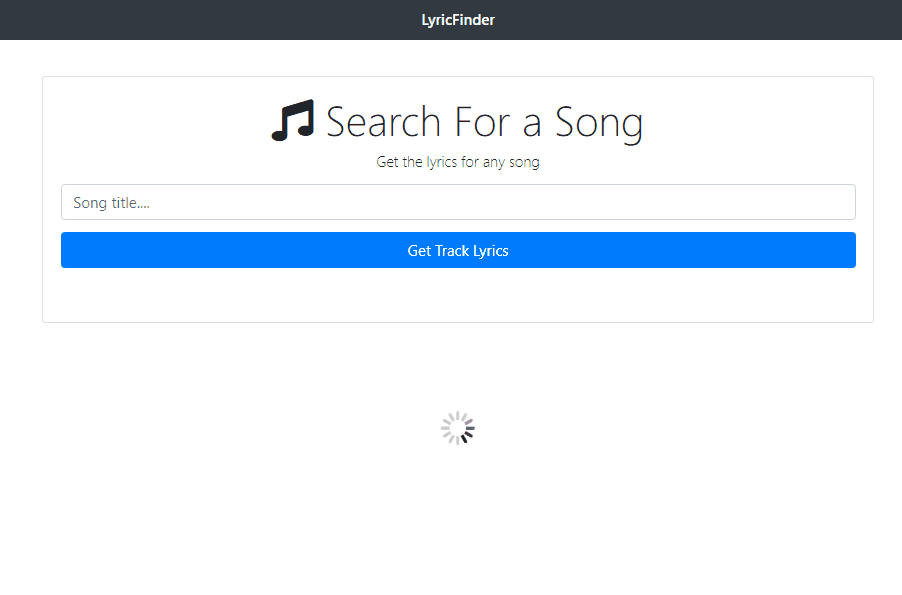 LyricFinder
Search For a Song
Get the lyrics for any song
Song title....
Get Track Lyrics